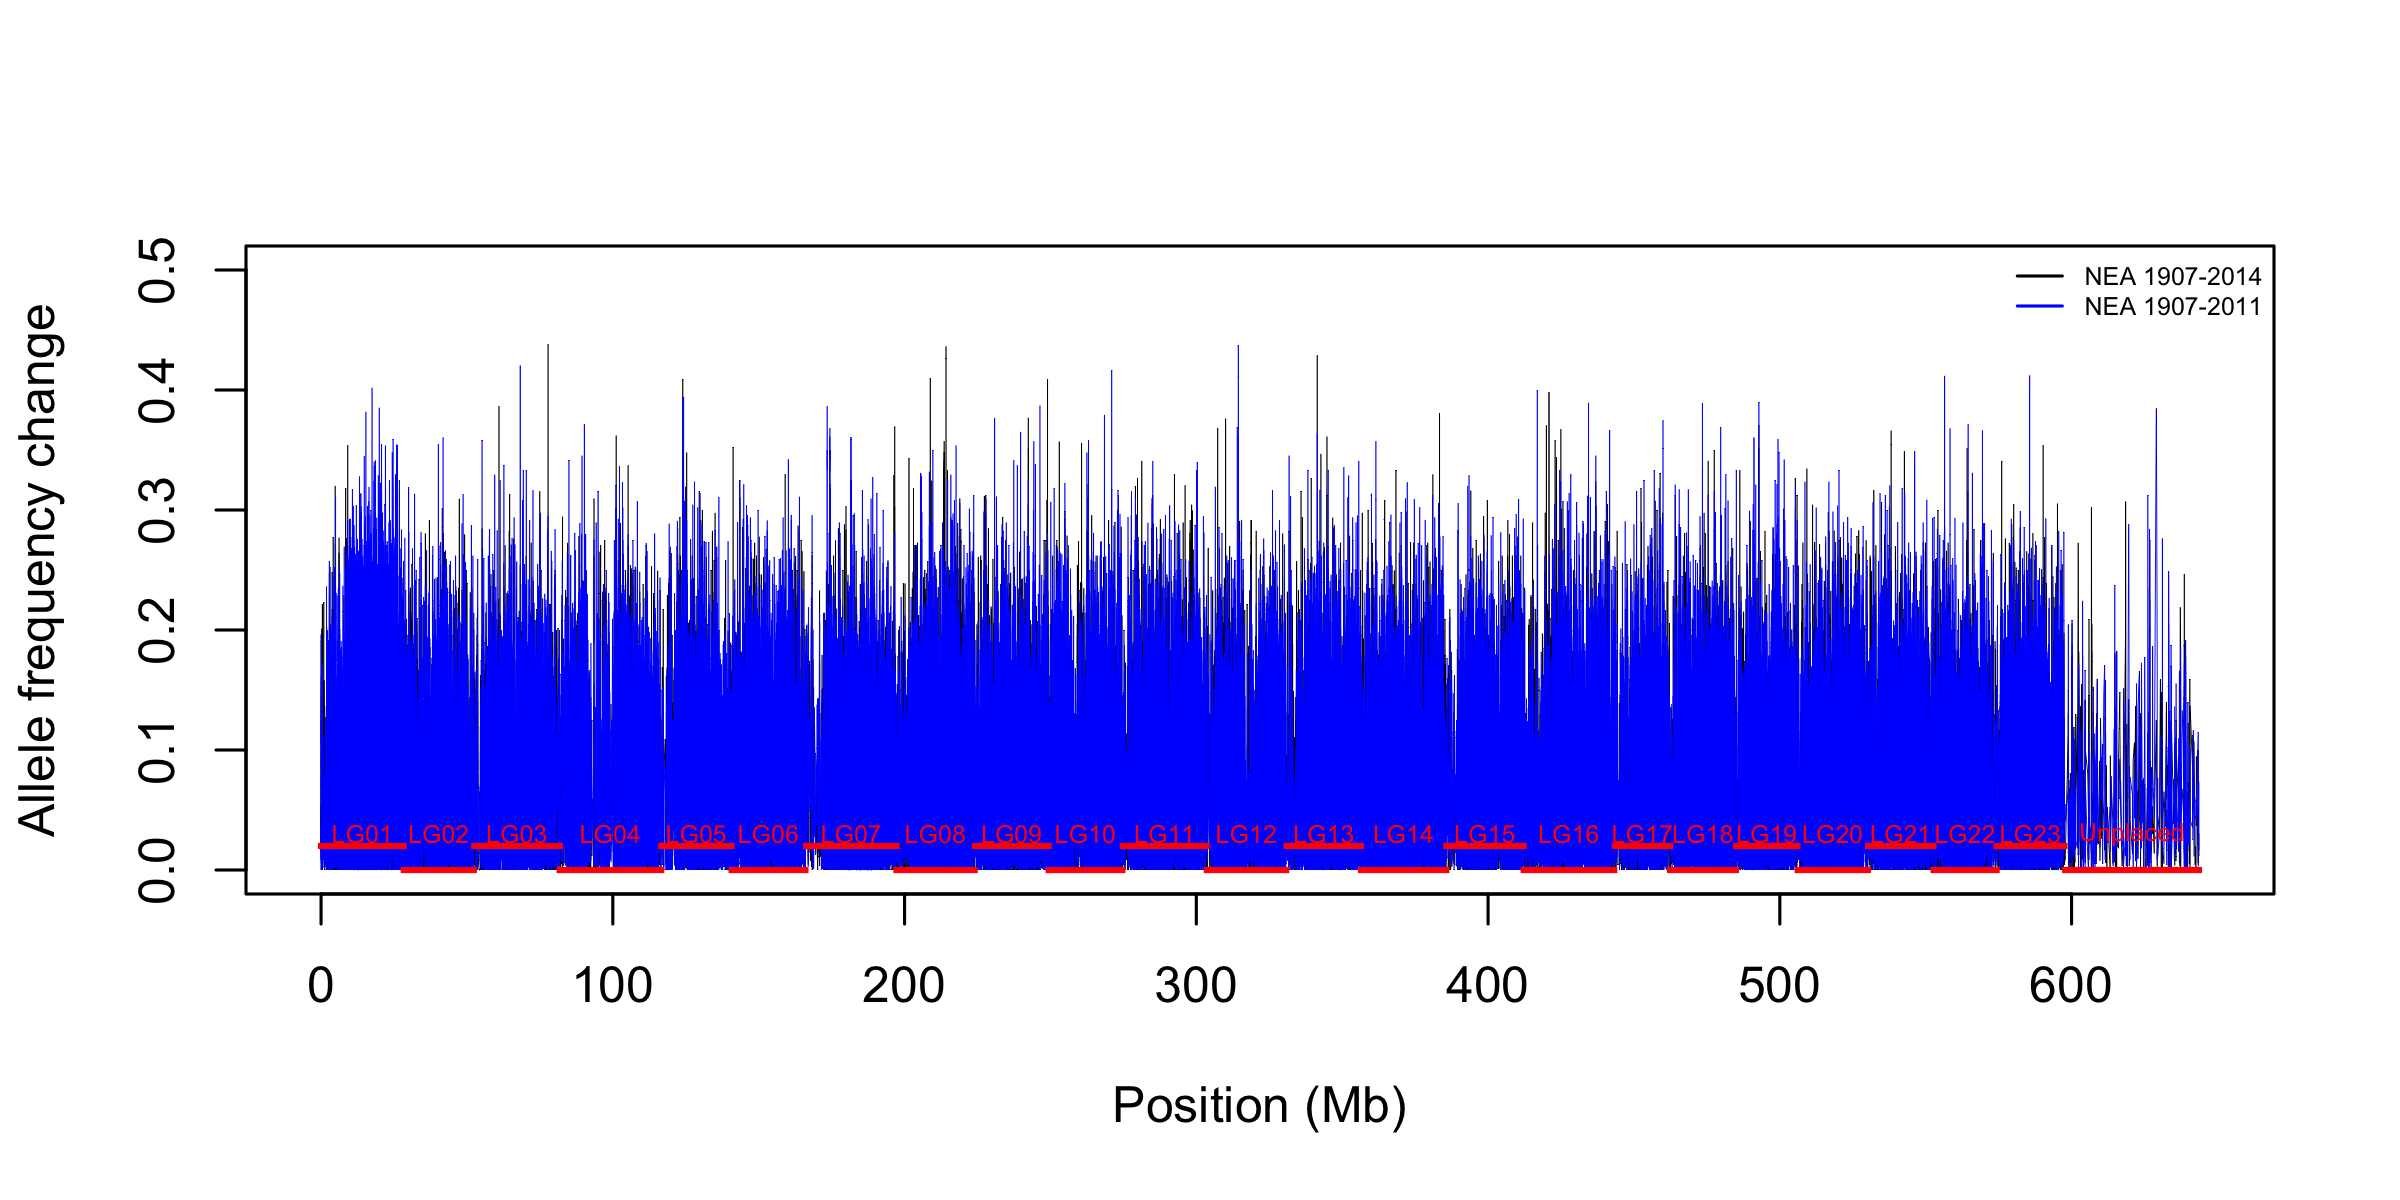 NEA 1907-2014
NEA 1907-2011
Allele frequency change
0.5
0.4
0.3
0.2
0.1
0.0
LG01 LG02 LG03 LG04 LG05 LG06 LG07 LG08 LG09 LG10 LG11 LG12 LG13 LG14 LG15 LG16 LG17 LG18 LG19 LG20 LG21 LG22 LG23 Unplaced
0 100 200 300 400 500 600
Position (Mb)